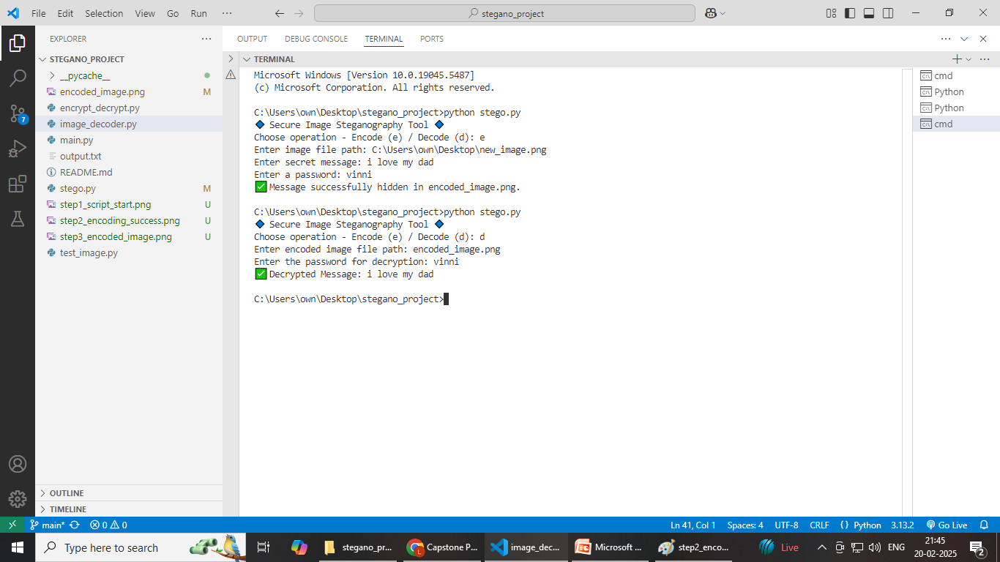 File Edit Selection View Go Run ···
stegano_project
EXPLORER
STEGANO_PROJECT
__pycache__
encoded_image.png M
encrypt_decrypt.py
image_decoder.py
main.py
output.txt
README.md
stego.py M
step1_script_start.png U
step2_encoding_success.png U
step3_encoded_image.png U
test_image.py
OUTLINE
TIMELINE
7
OUTPUT DEBUG CONSOLE TERMINAL PORTS
TERMINAL
Microsoft Windows [Version 10.0.19045.5487]
(c) Microsoft Corporation. All rights reserved.
C:\Users\own\Desktop\stegano_project>python stego.py
🔷 Secure Image Steganography Tool 🔷
Choose operation - Encode (e) / Decode (d): e
Enter image file path: C:\Users\own\Desktop\new_image.png
Enter secret message: i love my dad
Enter a password: vinni
✅ Message successfully hidden in encoded_image.png.
C:\Users\own\Desktop\stegano_project>python stego.py
🔷 Secure Image Steganography Tool 🔷
Choose operation - Encode (e) / Decode (d): d
Enter encoded image file path: encoded_image.png
Enter the password for decryption: vinni
✅ Decrypted Message: i love my dad
C:\Users\own\Desktop\stegano_project>
cmd
Python
Python
cmd
main* 0 0 Ln 41, Col 1 Spaces: 4 UTF-8 CRLF {} Python 3.13.2 Go Live
Type here to search stegano_pr... Capstone P... image_dec... Microsoft ... step2_enco... Live ENG 21:45
20-02-2025 2